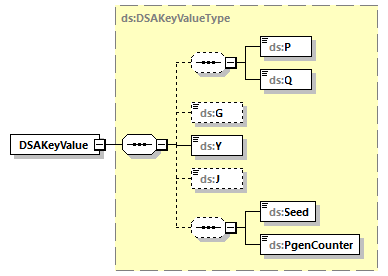 ds:DSAKeyValueType
ds:P
ds:Q
ds:G
DSAKeyValue
ds:Y
ds:J
ds:Seed
ds:PgenCounter